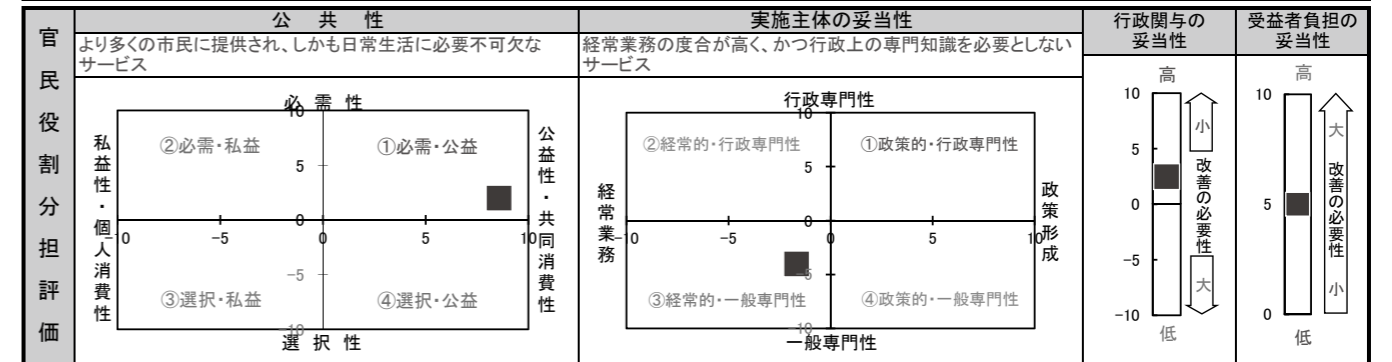 官民役割分担評価
公共性
より多くの市民に提供され、しかも日常生活に必要不可欠な
サービス
必需性
10
②必需・私益
①必需・公益
5
私益性・個人消費性
公益性・共同消費性
0
−10
−5
0
5
10
−5
③選択・私益
④選択・公益
−10
選択性
実施主体の妥当性
経常業務の度合が高く、かつ行政上の専門知識を必要としない
サービス
行政専門性
10
②経常的・行政専門性
①政策的・行政専門性
5
経常業務
政策形成
0
−10
−5
0
5
10
−5
③経常的・一般専門性
④政策的・一般専門性
−10
一般専門性
行政関与の
妥当性
高
10
5
0
−5
−10
小
改善の必要性
大
低
受益者負担の
妥当性
高
10
5
0
大
改善の必要性
小
低